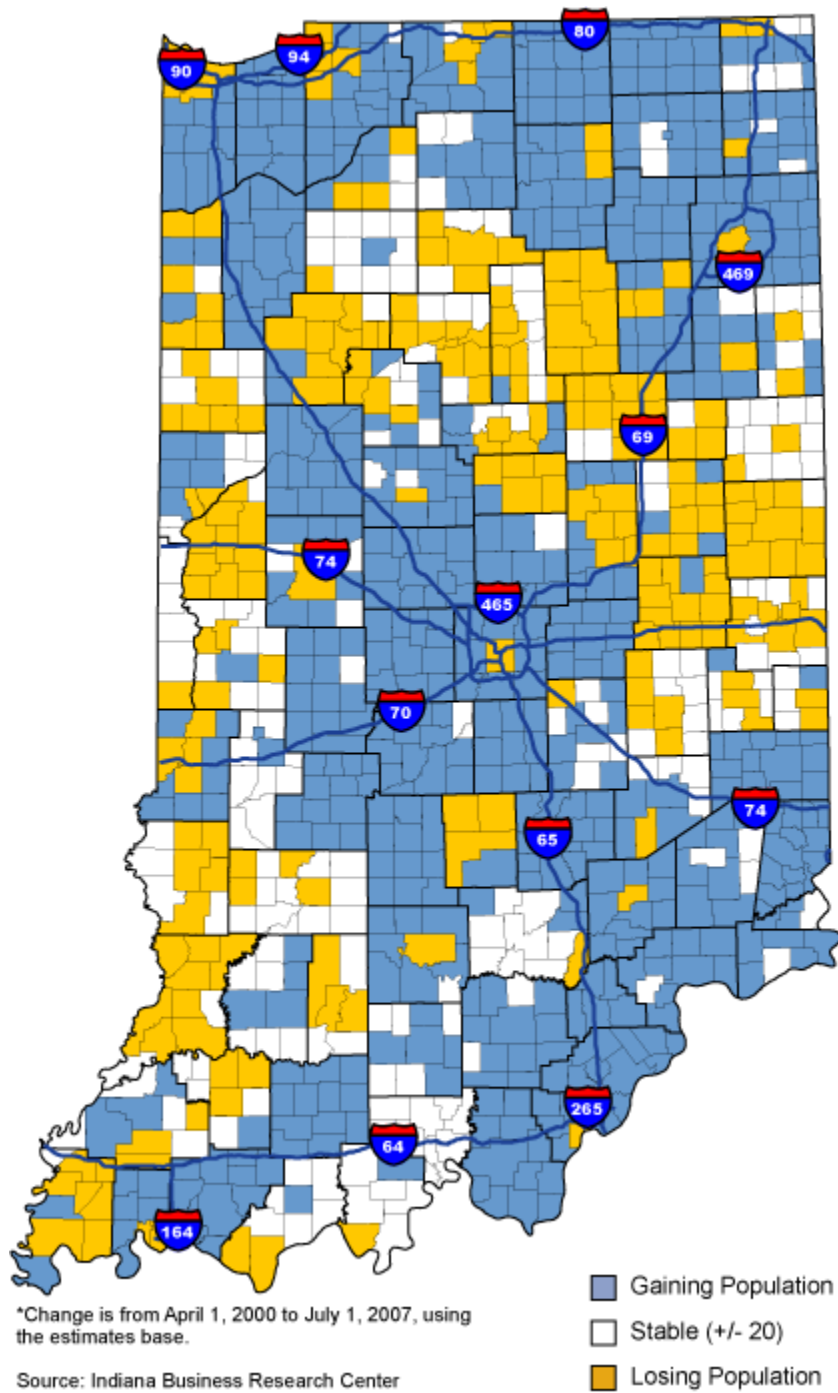 80
94
90
469
69
74
465
70
74
65
265
64
164
Gaining Population
*Change is from April 1, 2000 to July 1, 2007, using
the estimates base.
Stable (+/- 20)
Source: Indiana Business Research Center
Losing Population